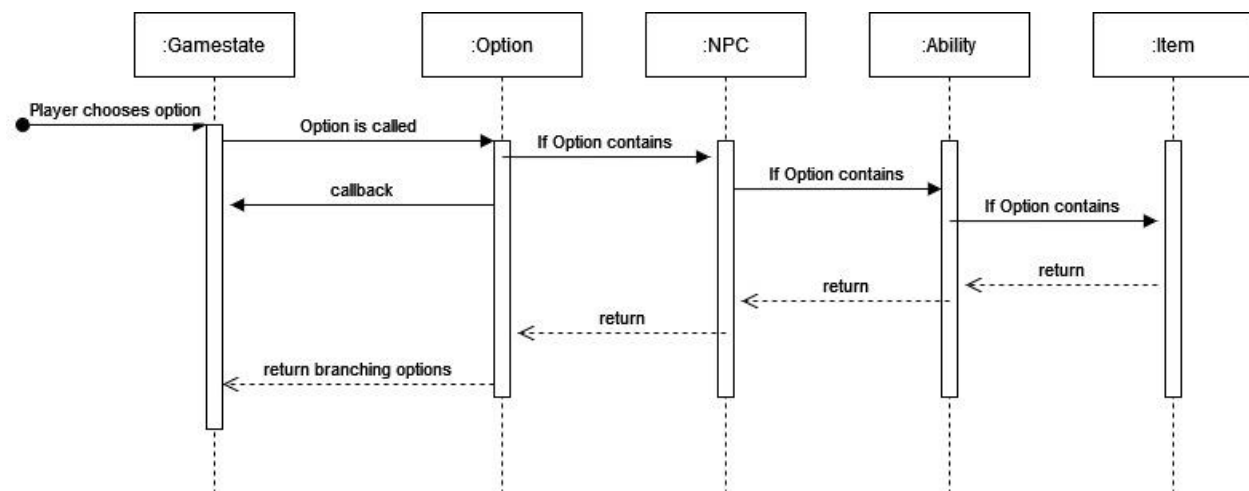 :Gamestate
:Option
:NPC
:Ability
:Item
Player chooses option
Option is called
If Option contains
If Option contains
callback
If Option contains
return
return
return
return branching options